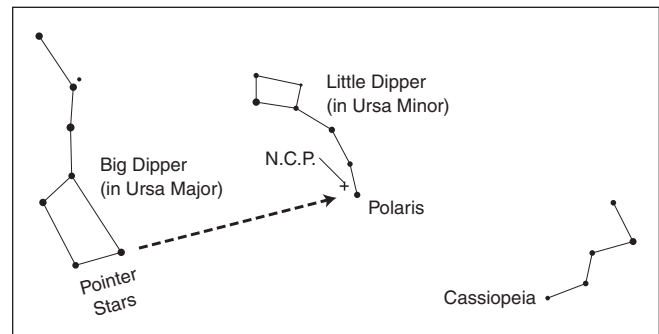 Big Dipper
(in Ursa Major)
Pointer
Stars
Little Dipper
(in Ursa Minor)
N.C.P.
Polaris
Cassiopeia